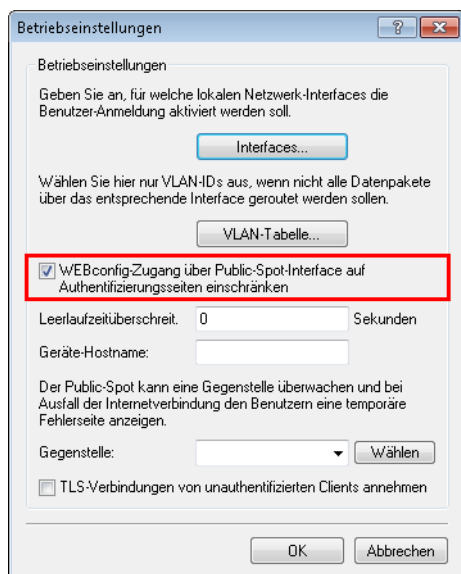 Betriebseinstellungen
Betriebseinstellungen
Geben Sie an, für welche lokalen Netzwerk-Interfaces die
Benutzer-Anmeldung aktiviert werden soll.
Interfaces...
Wählen Sie hier nur VLAN-IDs aus, wenn nicht alle Datenpakete
über das entsprechende Interface geroutet werden sollen.
VLAN-Tabelle...
WEBconfig-Zugang über Public-Spot-Interface auf
Authentifizierungsseiten einschränken
Leerlaufzeitüberschreit. 0 Sekunden
Geräte-Hostname:
Der Public-Spot kann eine Gegenstelle überwachen und bei
Ausfall der Internetverbindung den Benutzern eine temporäre
Fehlerseite anzeigen.
Gegenstelle: Wählen
TLS-Verbindungen von unauthentifizierten Clients annehmen
OK Abbrechen